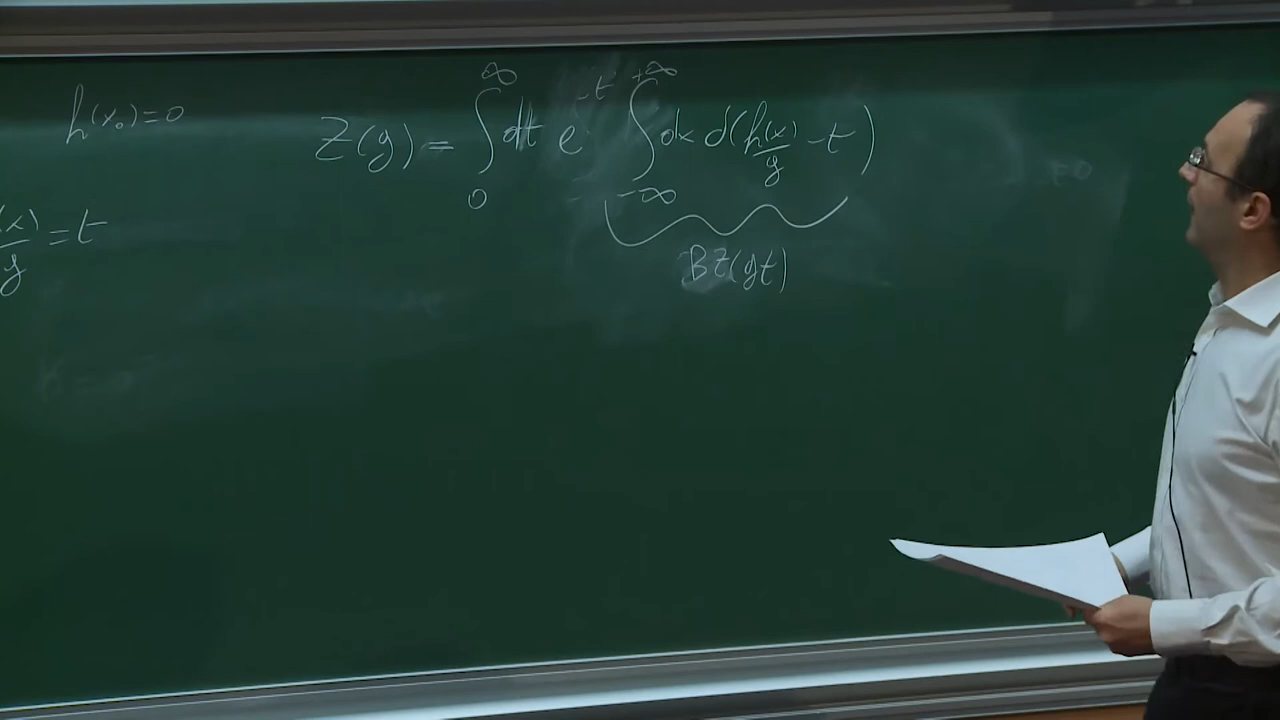 h(x₀)=0
Z(g) = ∫₀^∞ dt e^{-t} ∫_{-∞}^{+∞} dx δ(h(x)/g - t)
BZ(gt)
(x)/g = t